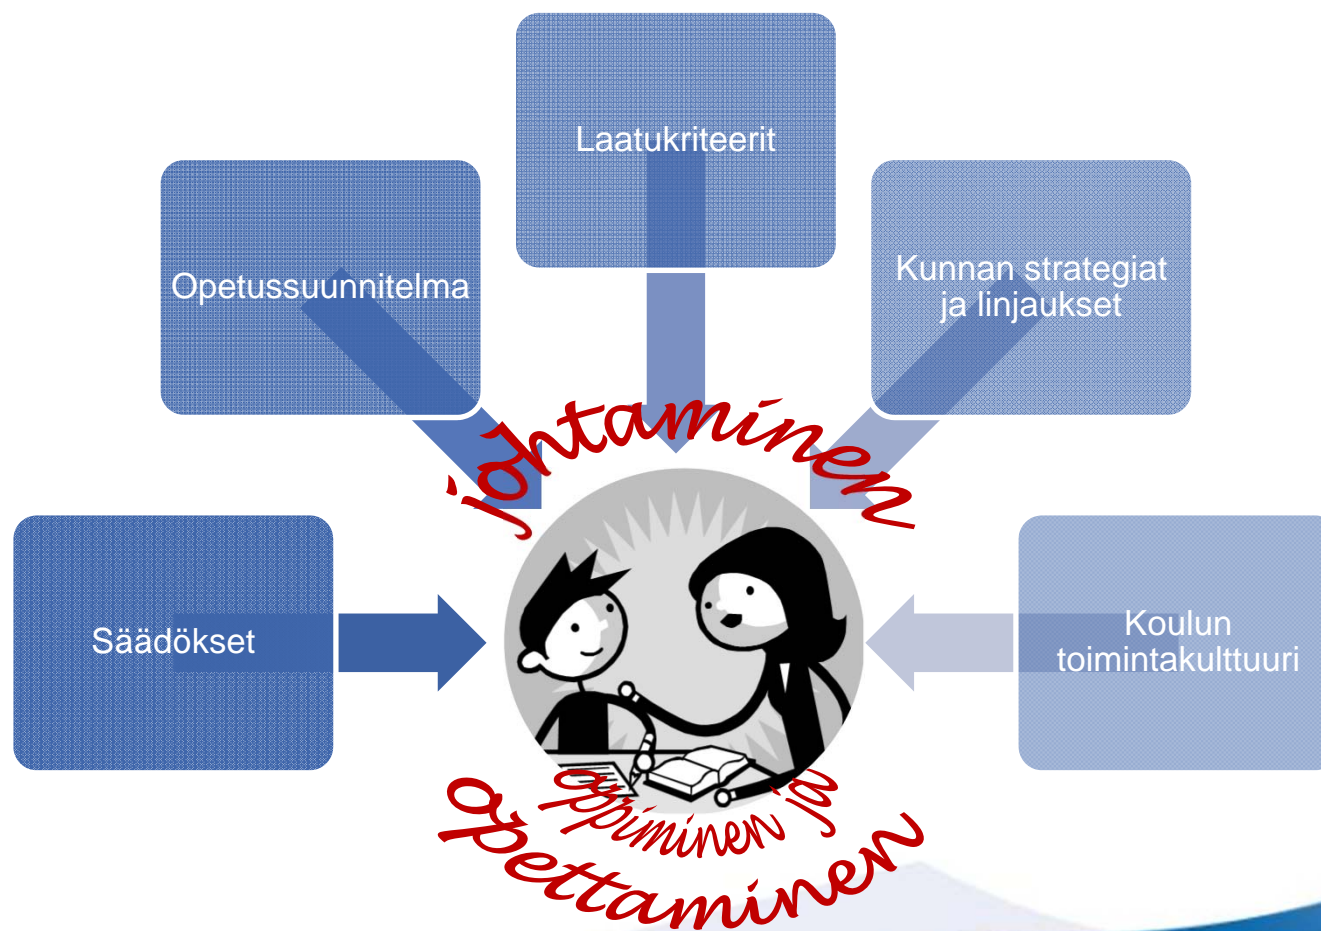 Laatukriteerit
Opetussuunnitelma
Kunnan strategiat
ja linjaukset
Säädökset
Koulun
toimintakulttuuri
johtaminen
oppiminen ja
opettaminen